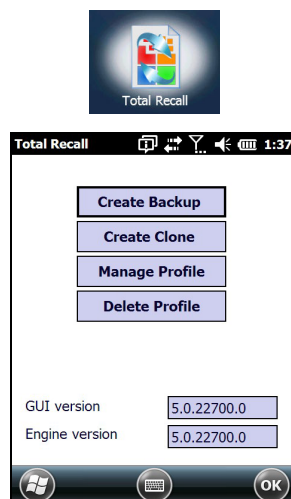 Total Recall
Total Recall 1:37
Create Backup
Create Clone
Manage Profile
Delete Profile
GUI version 5.0.22700.0
Engine version 5.0.22700.0
OK